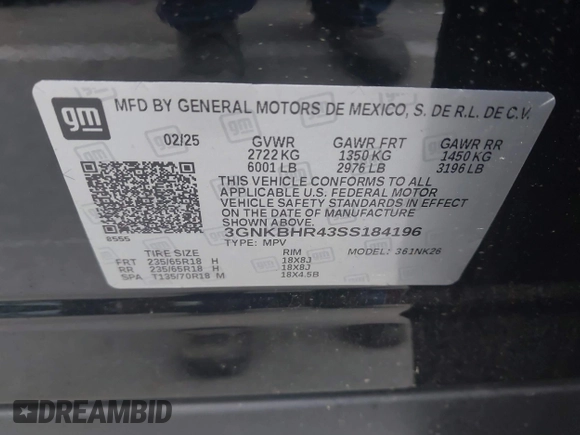 gm
MFD BY GENERAL MOTORS DE MEXICO, S. DE R.L. DE C.V.
02/25 GVWR GAWR FRT GAWR RR
2722 KG 1350 KG 1450 KG
6001 LB 2976 LB 3196 LB
THIS VEHICLE CONFORMS TO ALL
APPLICABLE U.S. FEDERAL MOTOR
VEHICLE SAFETY STANDARDS IN EFFECT
ON THE DATE OF MANUFACTURE
SHOWN ABOVE.
3GNKBHR43SS184196
TYPE: MPV MODEL: 361NK26
8555
TIRE SIZE RIM
FRT 235/65R18 H 18X8J
RR 235/65R18 H 18X8J
SPA T135/70R18 M 18X4.5B
DREAMBID